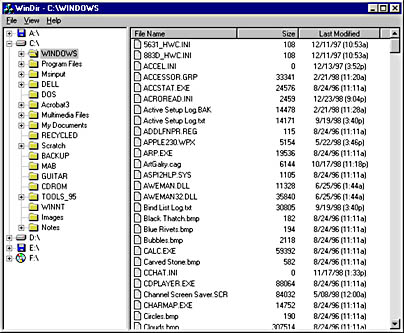 WinDir - C:\WINDOWS
File View Help
A:\
C:\
WINDOWS
Program Files
Msinput
DELL
DOS
Acrobat3
Multimedia Files
My Documents
RECYCLED
Scratch
BACKUP
MAB
GUITAR
CDROM
TOOLS_95
WINNT
Images
Notes
D:\
E:\
F:\
File Name Size Last Modified
5631_HWC.INI 108 12/11/97 (10:53a)
883D_HWC.INI 108 12/11/97 (10:53a)
ACCEL.INI 0 12/13/97 (3:52p)
ACCESSOR.GRP 33341 2/21/98 (11:20a)
ACCSTAT.EXE 24576 8/24/96 (11:11a)
ACROREAD.INI 2459 12/23/98 (9:04p)
Active Setup Log.BAK 14478 2/21/98 (11:28a)
Active Setup Log.txt 14171 9/19/98 (3:40p)
ADDLFNPR.REG 115 8/24/96 (11:11a)
APPLE230.WPX 5154 5/22/98 (3:46p)
ARP.EXE 19536 8/24/96 (11:11a)
ArtGalry.cag 6144 10/17/98 (11:18p)
ASPI2HLP.SYS 1105 8/24/96 (11:11a)
AWEMAN.DLL 11328 6/25/96 (1:44a)
AWEMAN32.DLL 35840 6/25/96 (1:44a)
Bind List Log.txt 30805 9/19/98 (3:40p)
Black Thatch.bmp 182 8/24/96 (11:11a)
Blue Rivets.bmp 194 8/24/96 (11:11a)
Bubbles.bmp 2118 8/24/96 (11:11a)
CALC.EXE 59392 8/24/96 (11:11a)
Carved Stone.bmp 582 8/24/96 (11:11a)
CCHAT.INI 0 11/17/98 (1:33p)
CDPLAYER.EXE 88064 8/24/96 (11:11a)
Channel Screen Saver.SCR 84032 5/08/98 (12:00a)
CHARMAP.EXE 14752 8/24/96 (11:11a)
Circles.bmp 190 8/24/96 (11:11a)
Clouds.bmp 307514 8/24/96 (11:11a)